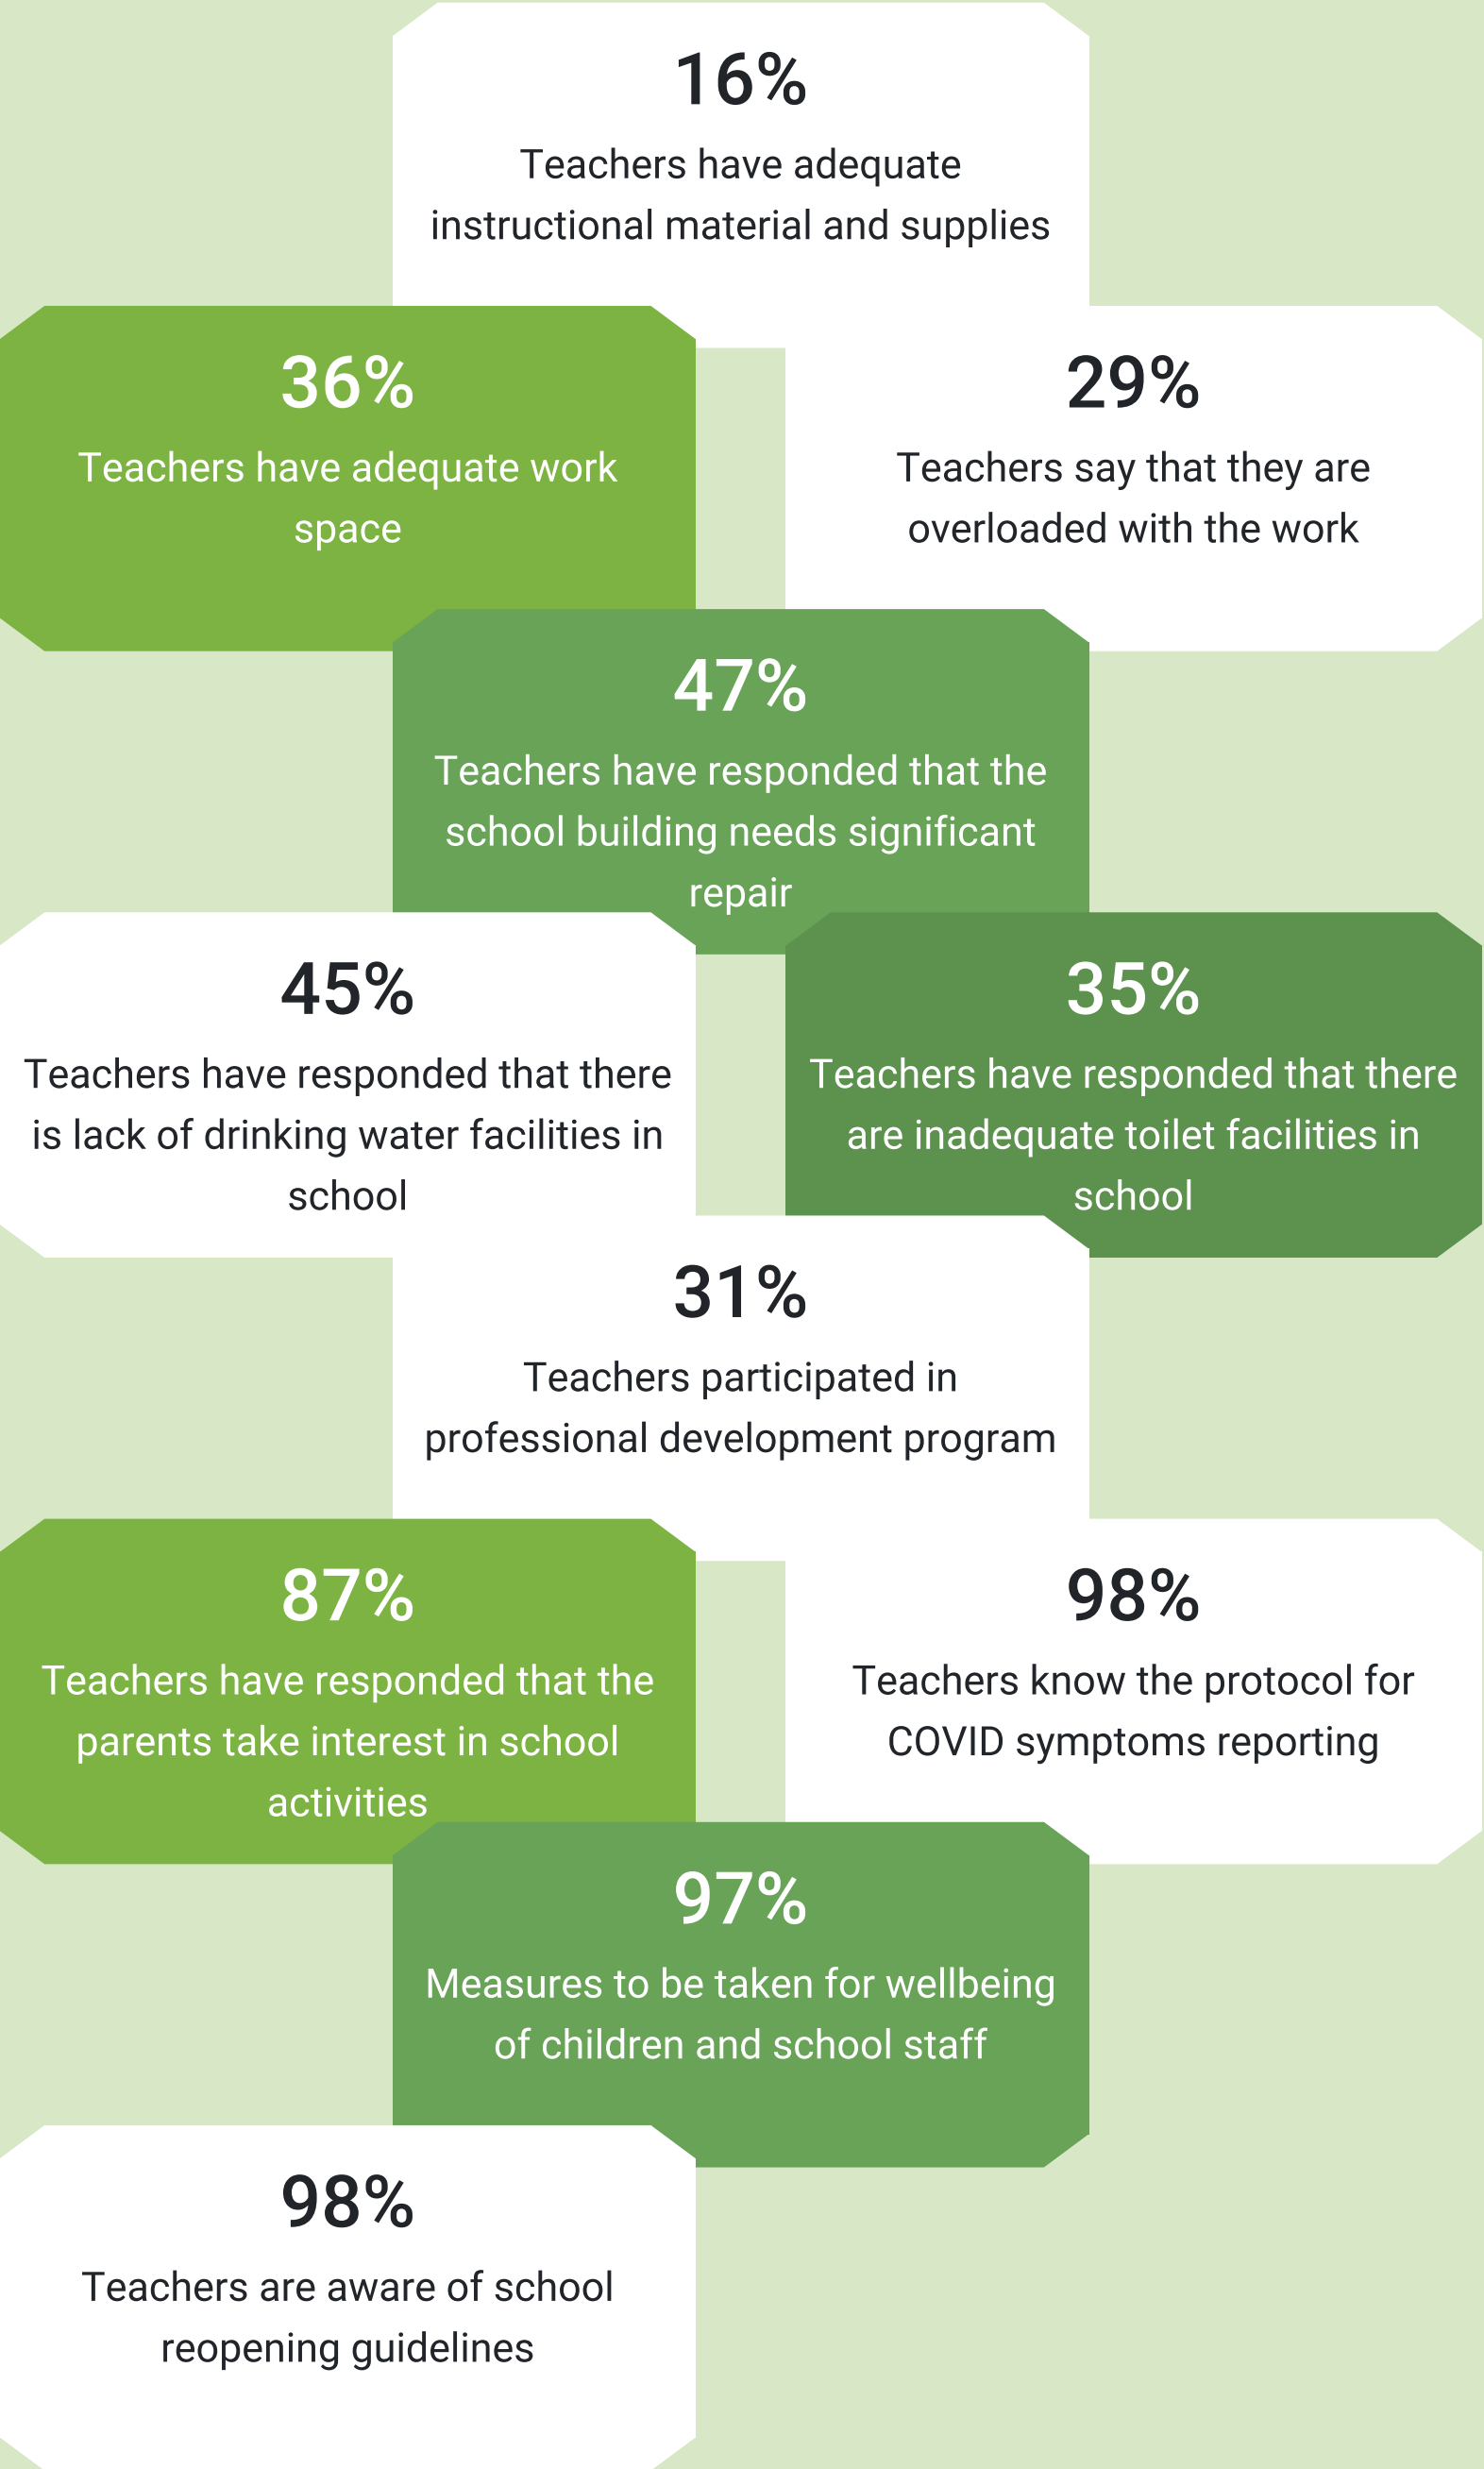 16%
Teachers have adequate
instructional material and supplies
36%
Teachers have adequate work
space
29%
Teachers say that they are
overloaded with the work
47%
Teachers have responded that the
school building needs significant
repair
45%
Teachers have responded that there
is lack of drinking water facilities in
school
35%
Teachers have responded that there
are inadequate toilet facilities in
school
31%
Teachers participated in
professional development program
87%
Teachers have responded that the
parents take interest in school
activities
98%
Teachers know the protocol for
COVID symptoms reporting
97%
Measures to be taken for wellbeing
of children and school staff
98%
Teachers are aware of school
reopening guidelines